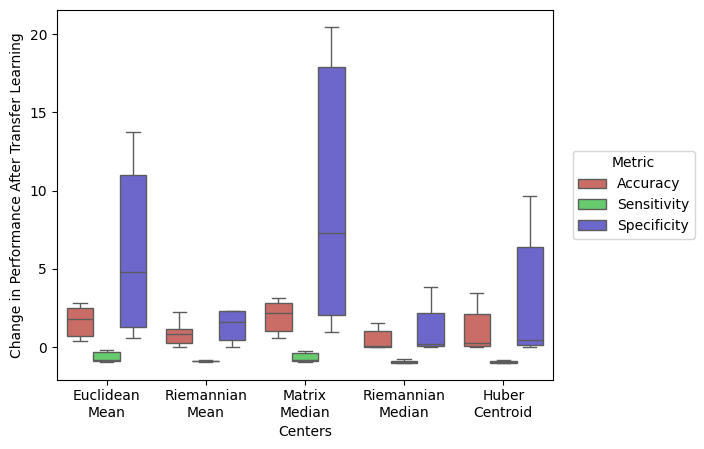 Change in Performance After Transfer Learning
20
15
10
5
0
Euclidean
Mean
Riemannian
Mean
Matrix
Median
Riemannian
Median
Huber
Centroid
Centers
Metric
Accuracy
Sensitivity
Specificity